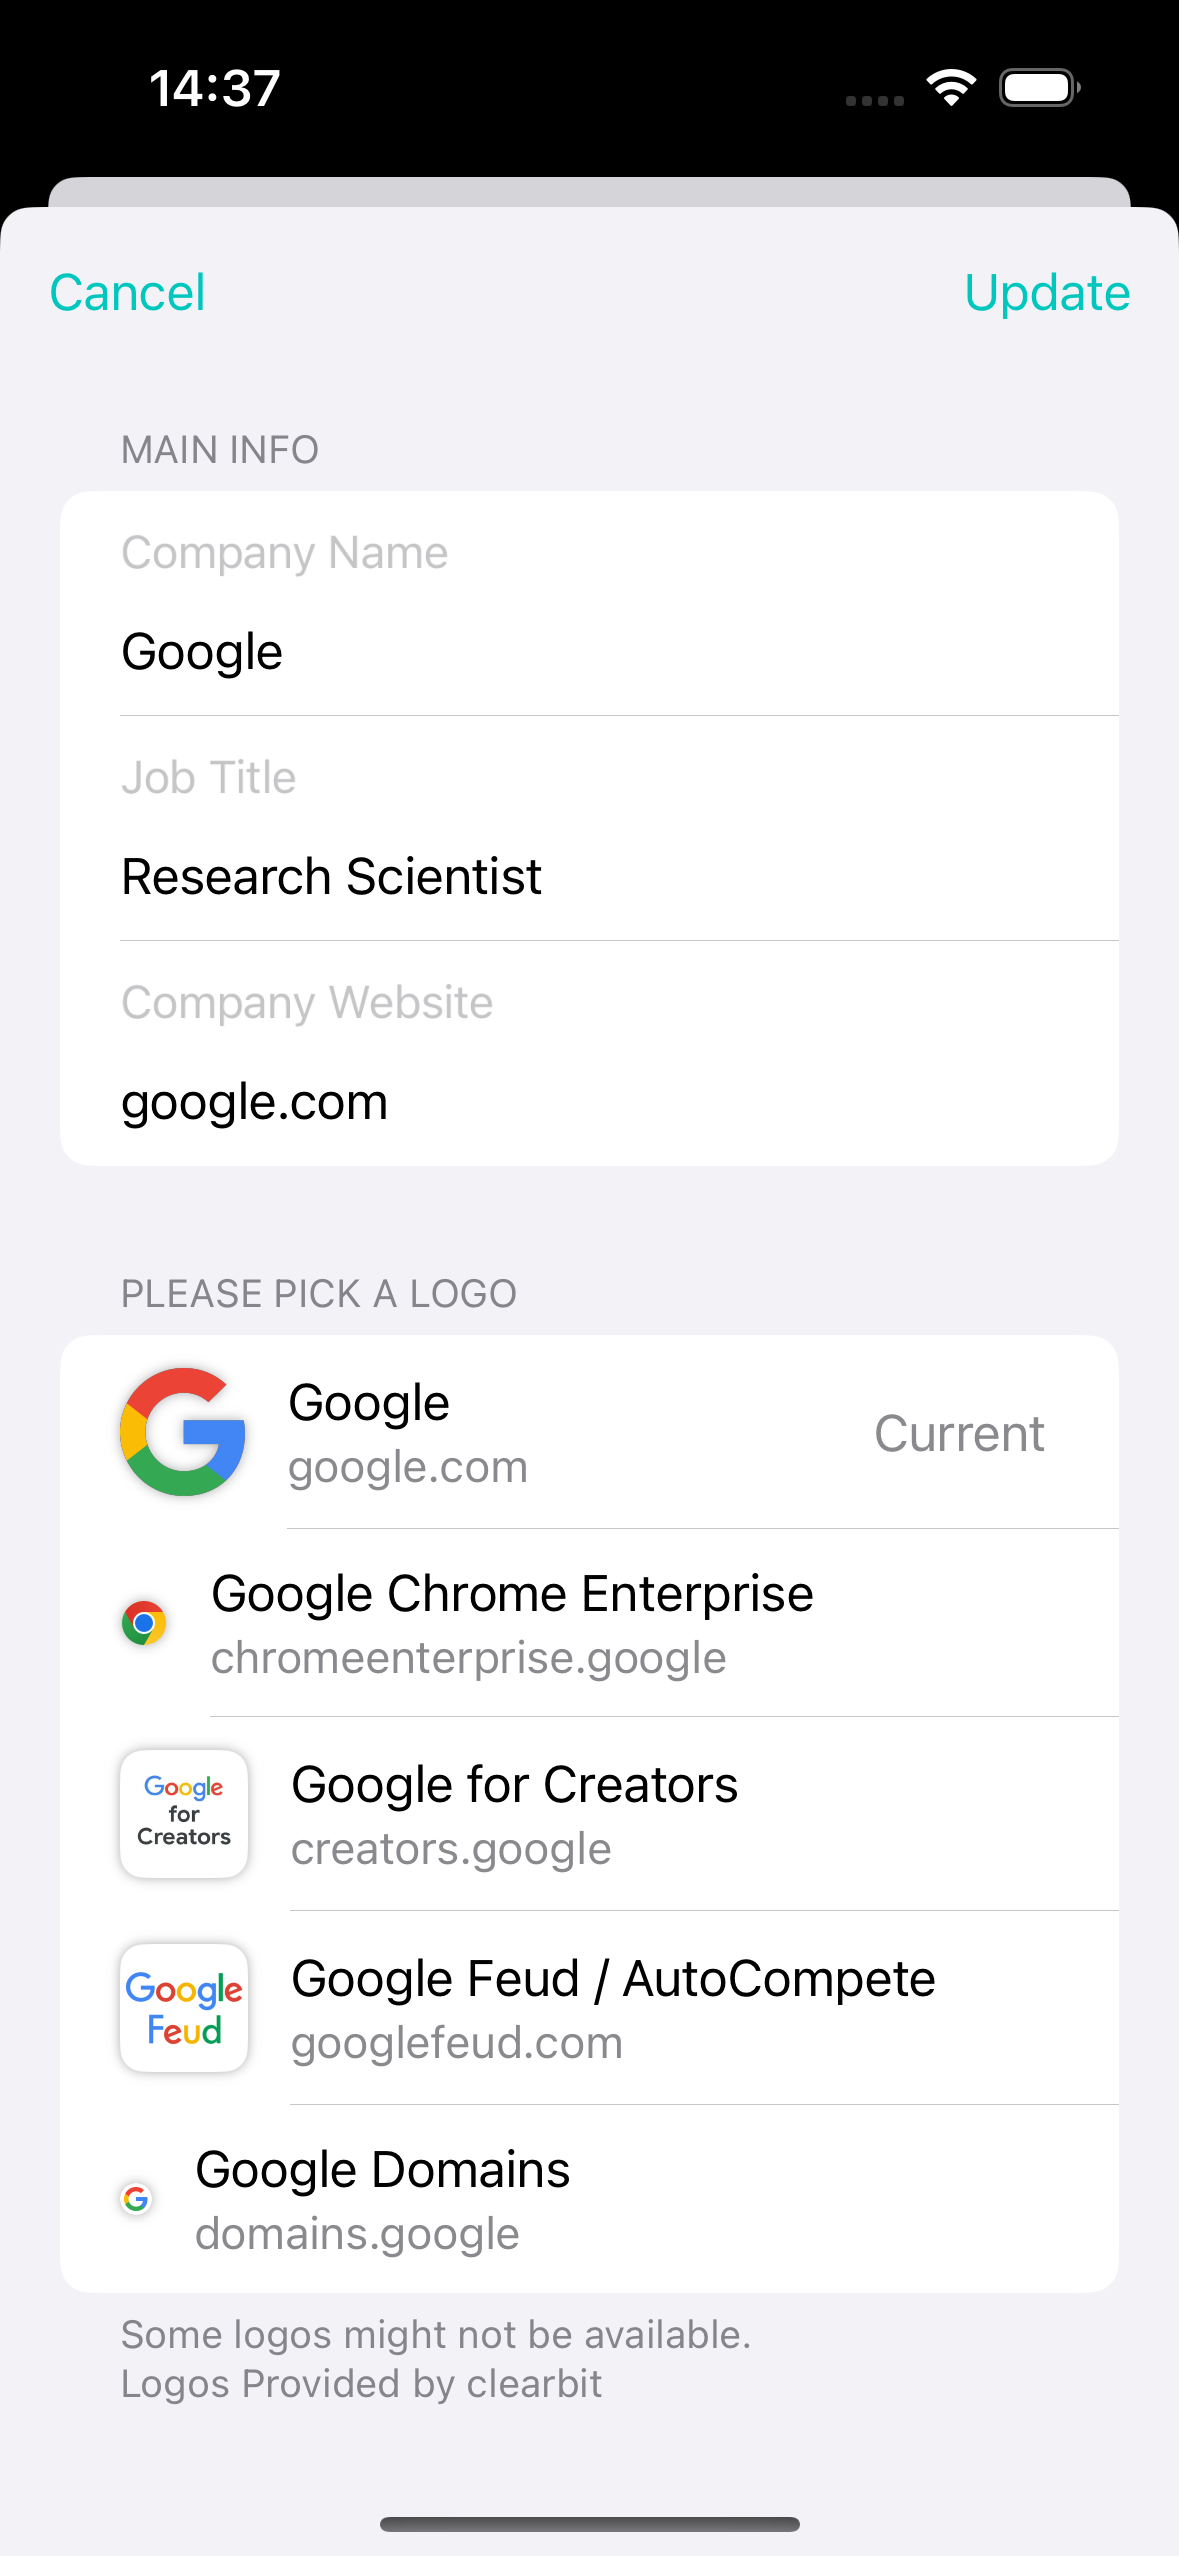 14:37
Cancel
Update
MAIN INFO
Company Name
Google
Job Title
Research Scientist
Company Website
google.com
PLEASE PICK A LOGO
Google
google.com
Current
Google Chrome Enterprise
chromeenterprise.google
Google
for
Creators
Google for Creators
creators.google
Google
Feud
Google Feud / AutoCompete
googlefeud.com
Google Domains
domains.google
Some logos might not be available.
Logos Provided by clearbit